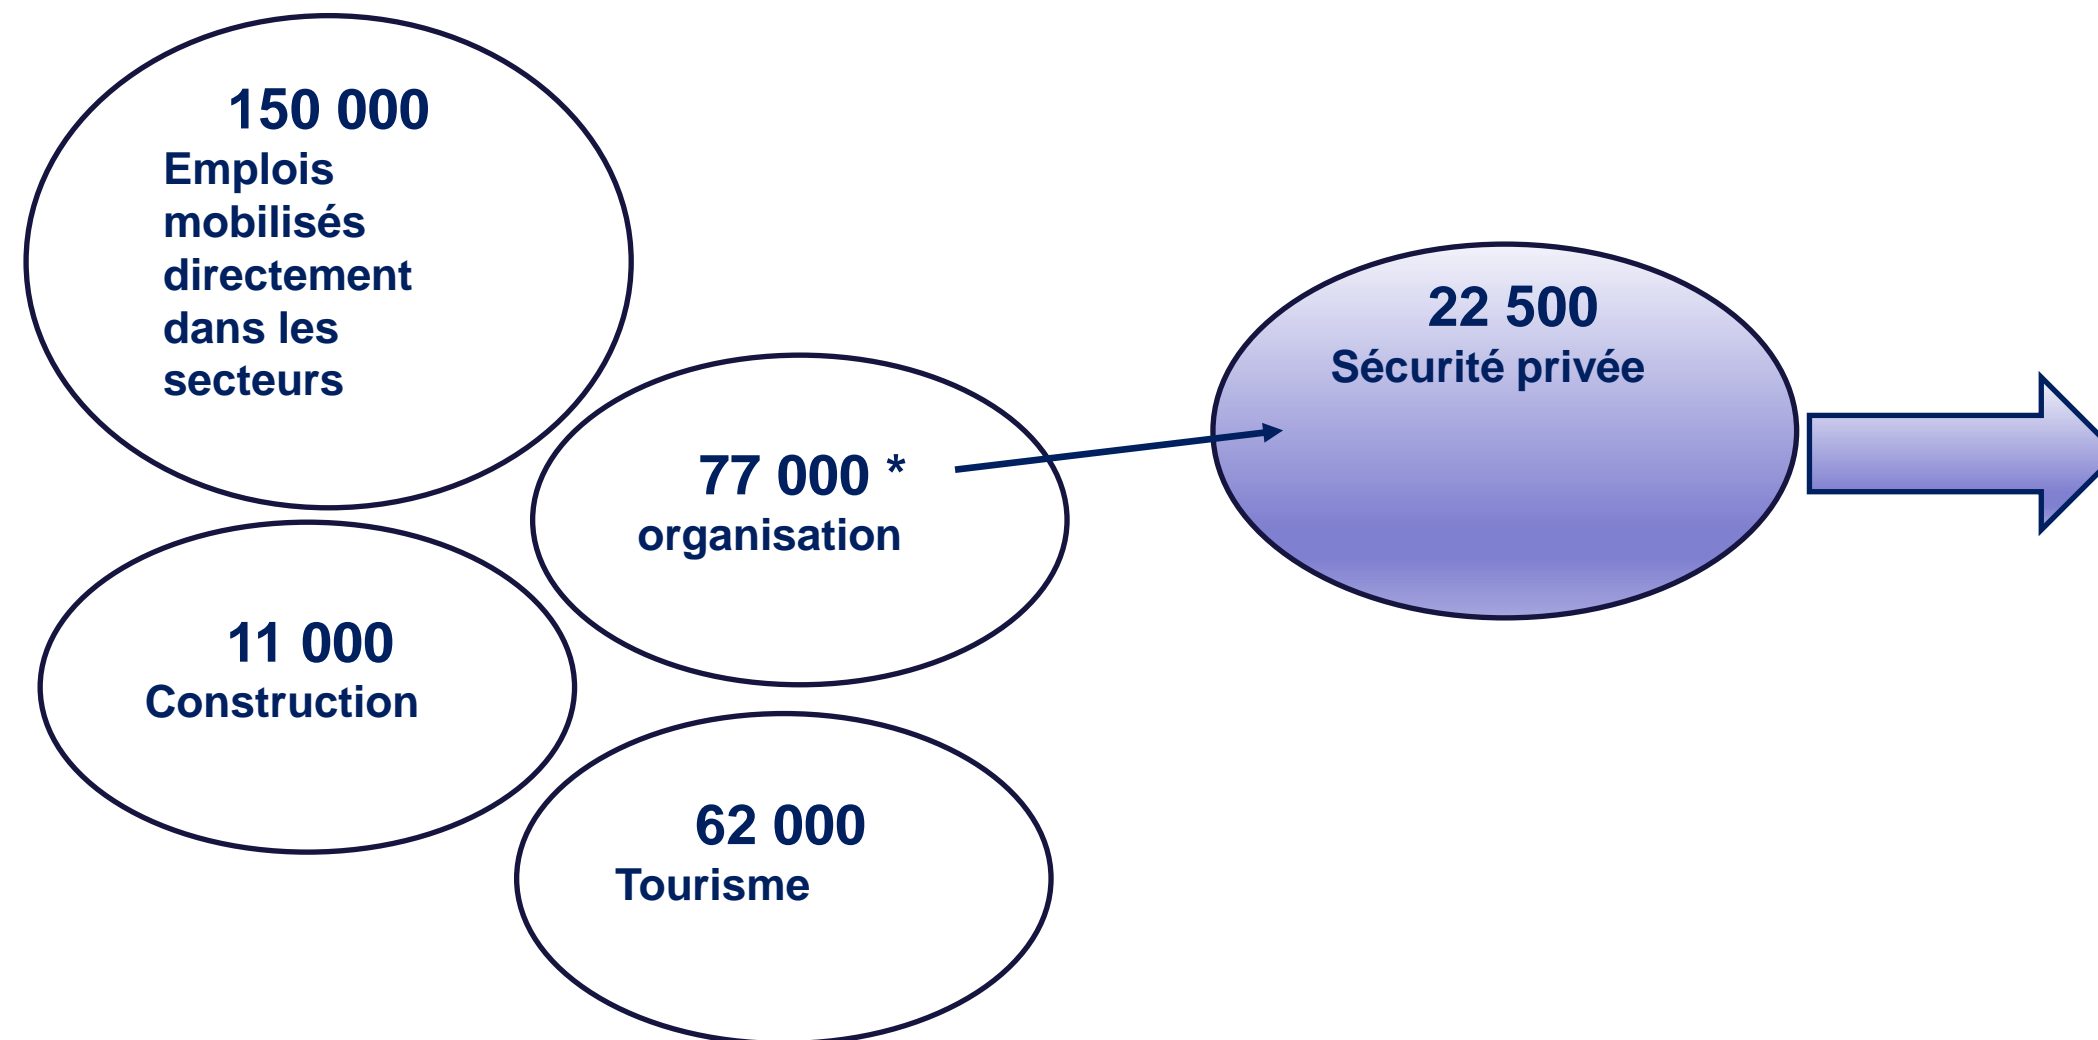 150 000
Emplois
mobilisés
directement
dans les
secteurs
77 000 *
organisation
11 000
Construction
62 000
Tourisme
22 500
Sécurité privée